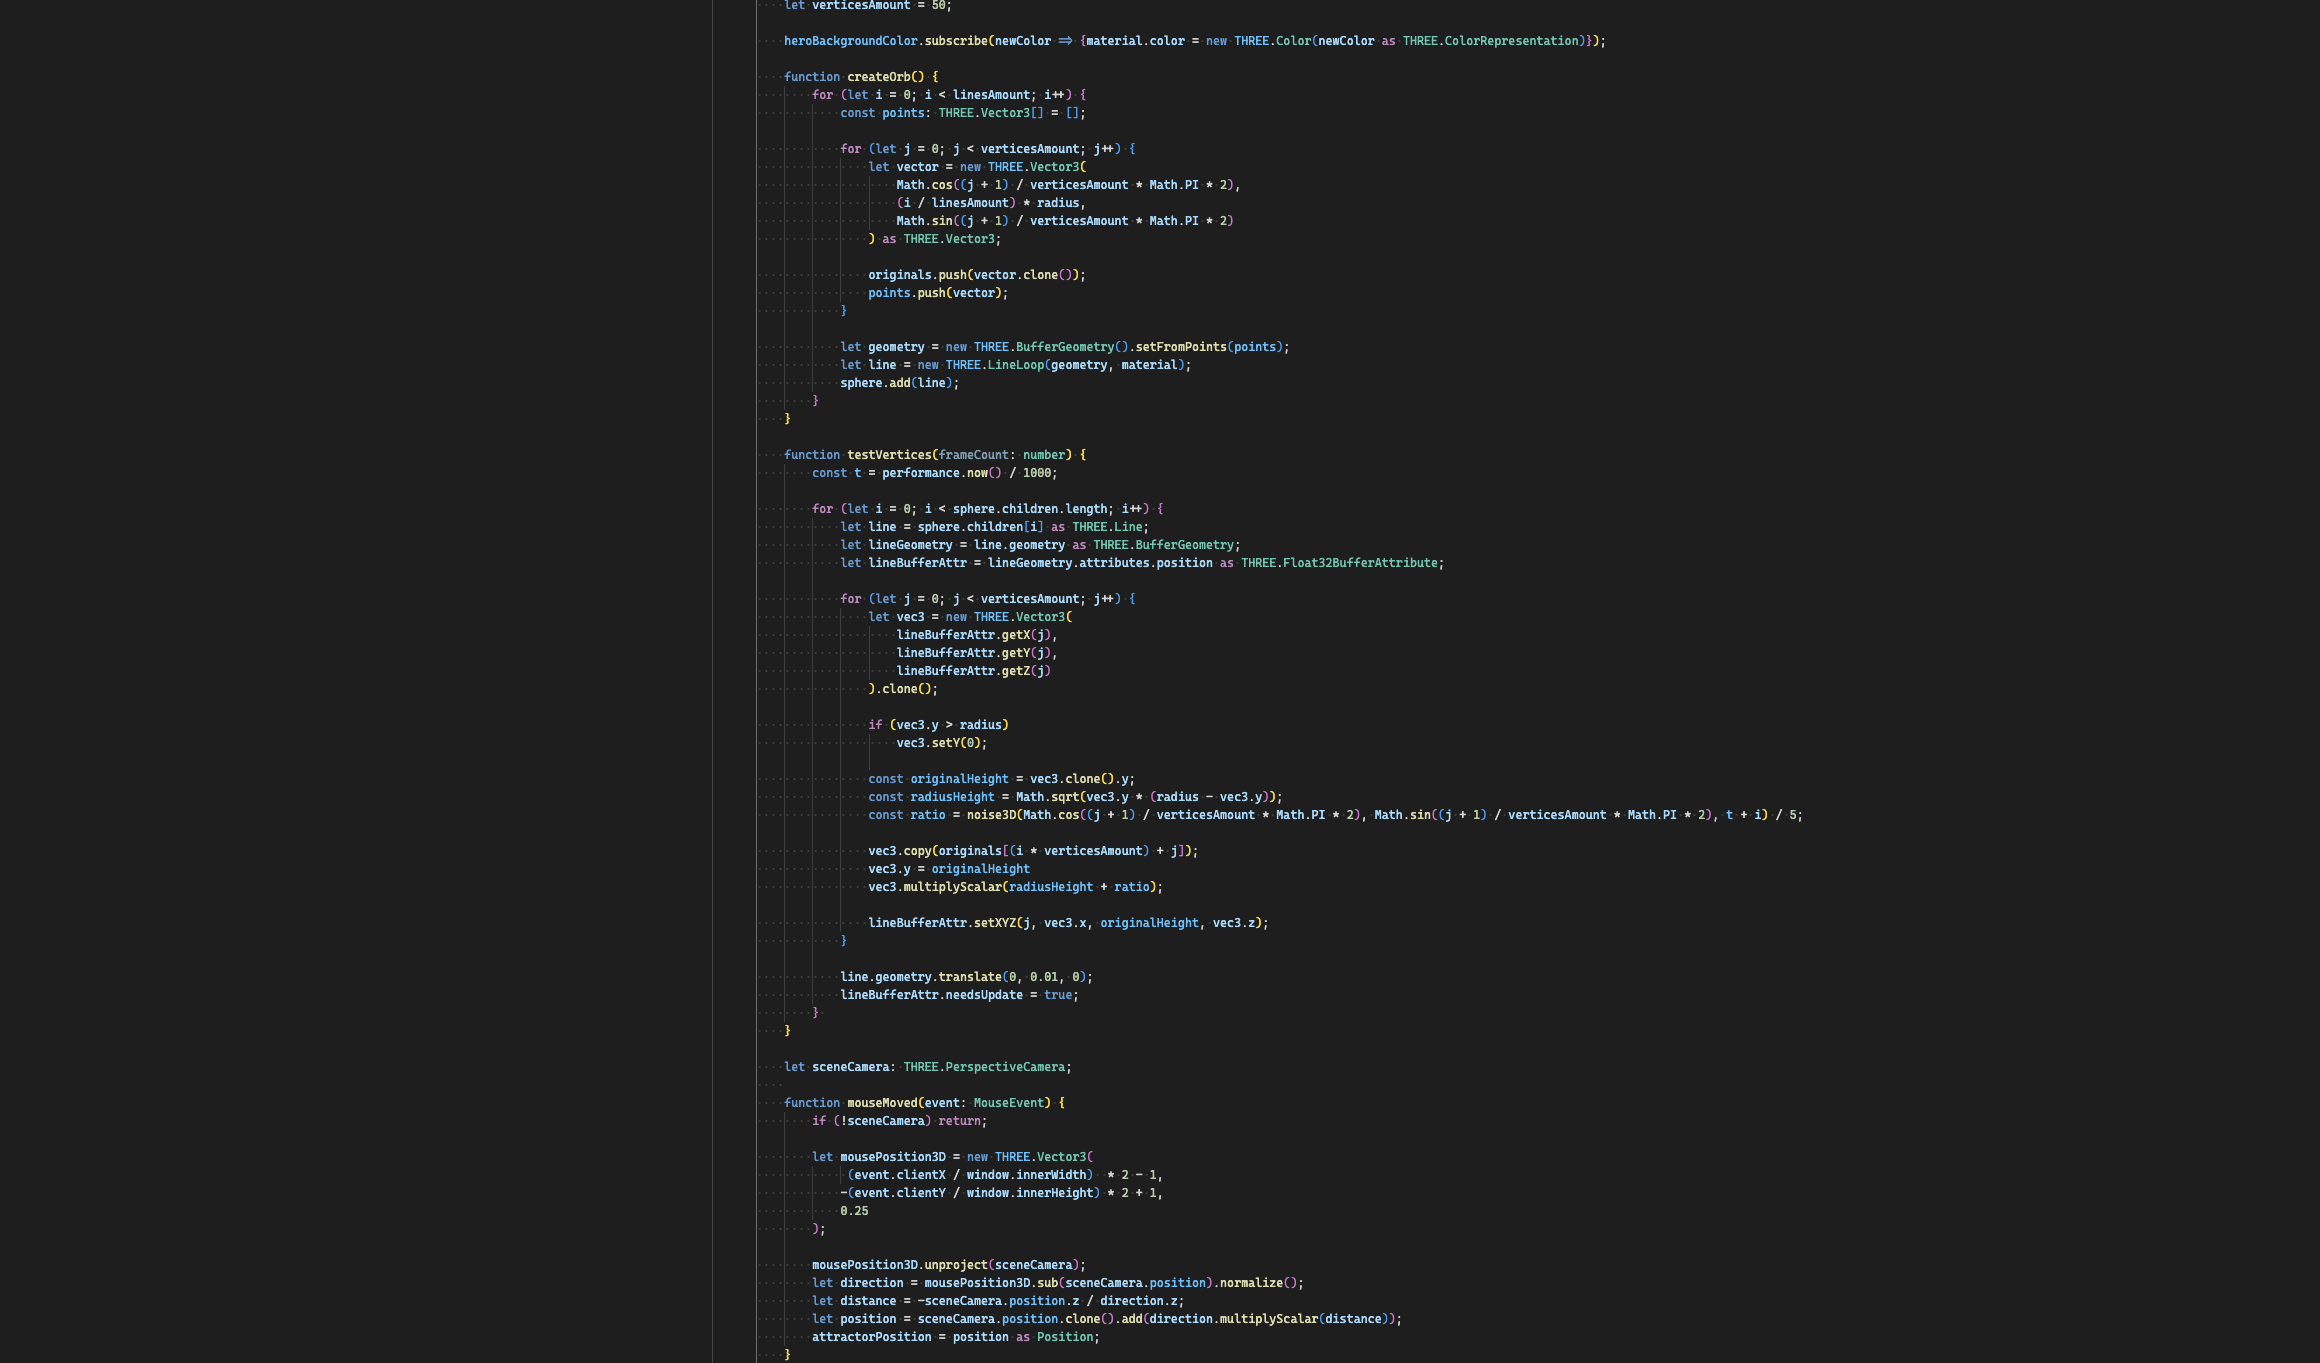 let verticesAmount = 50;
heroBackgroundColor.subscribe(newColor => {material.color = new THREE.Color(newColor as THREE.ColorRepresentation)});
function createOrb() {
for (let i = 0; i < linesAmount; i++) {
const points: THREE.Vector3[] = [];
for (let j = 0; j < verticesAmount; j++) {
let vector = new THREE.Vector3(
Math.cos((j + 1) / verticesAmount * Math.PI * 2),
(i / linesAmount) * radius,
Math.sin((j + 1) / verticesAmount * Math.PI * 2)
) as THREE.Vector3;
originals.push(vector.clone());
points.push(vector);
}
let geometry = new THREE.BufferGeometry().setFromPoints(points);
let line = new THREE.LineLoop(geometry, material);
sphere.add(line);
}
}
function testVertices(frameCount: number) {
const t = performance.now() / 1000;
for (let i = 0; i < sphere.children.length; i++) {
let line = sphere.children[i] as THREE.Line;
let lineGeometry = line.geometry as THREE.BufferGeometry;
let lineBufferAttr = lineGeometry.attributes.position as THREE.Float32BufferAttribute;
for (let j = 0; j < verticesAmount; j++) {
let vec3 = new THREE.Vector3(
lineBufferAttr.getX(j),
lineBufferAttr.getY(j),
lineBufferAttr.getZ(j)
).clone();
if (vec3.y > radius)
vec3.setY(0);
const originalHeight = vec3.clone().y;
const radiusHeight = Math.sqrt(vec3.y * (radius - vec3.y));
const ratio = noise3D(Math.cos((j + 1) / verticesAmount * Math.PI * 2), Math.sin((j + 1) / verticesAmount * Math.PI * 2), t + i) / 5;
vec3.copy(originals[(i * verticesAmount) + j]);
vec3.y = originalHeight
vec3.multiplyScalar(radiusHeight + ratio);
lineBufferAttr.setXYZ(j, vec3.x, originalHeight, vec3.z);
}
line.geometry.translate(0, 0.01, 0);
lineBufferAttr.needsUpdate = true;
}
}
let sceneCamera: THREE.PerspectiveCamera;
function mouseMoved(event: MouseEvent) {
if (!sceneCamera) return;
let mousePosition3D = new THREE.Vector3(
(event.clientX / window.innerWidth) * 2 - 1,
-(event.clientY / window.innerHeight) * 2 + 1,
0.25
);
mousePosition3D.unproject(sceneCamera);
let direction = mousePosition3D.sub(sceneCamera.position).normalize();
let distance = -sceneCamera.position.z / direction.z;
let position = sceneCamera.position.clone().add(direction.multiplyScalar(distance));
attractorPosition = position as Position;
}